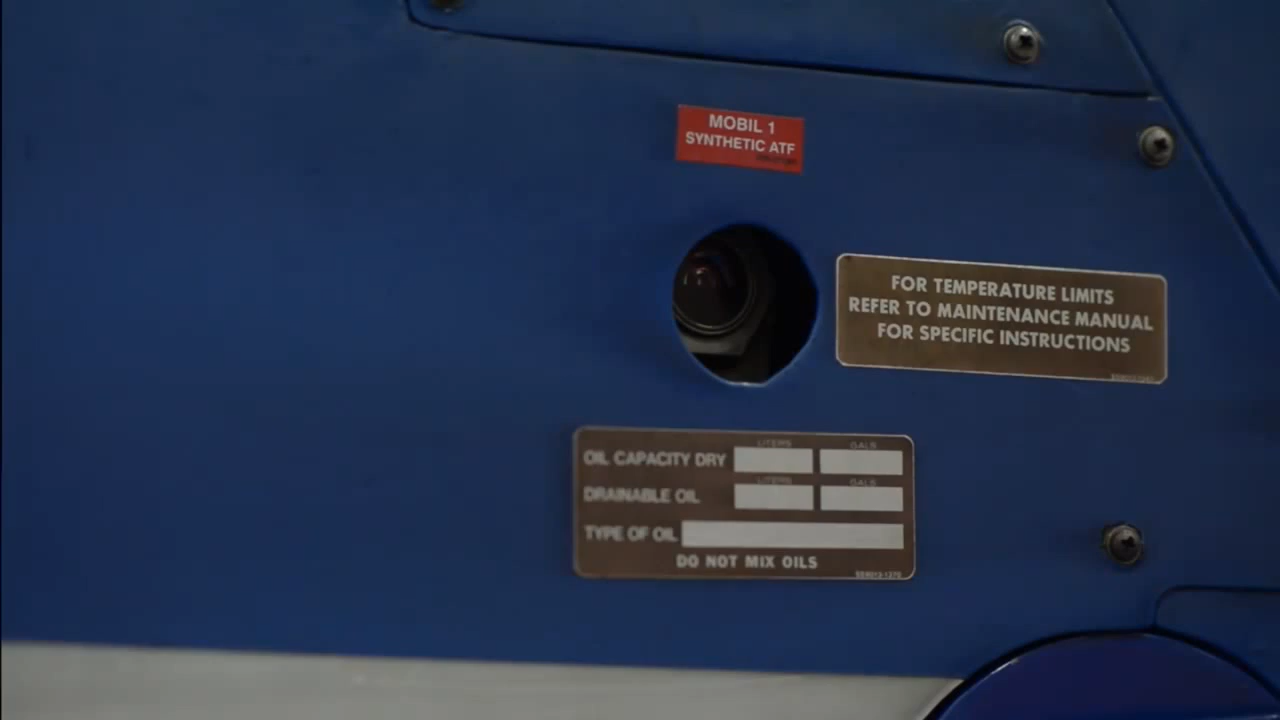 MOBIL 1
SYNTHETIC ATF
FOR TEMPERATURE LIMITS
REFER TO MAINTENANCE MANUAL
FOR SPECIFIC INSTRUCTIONS
LITERS GALS
OIL CAPACITY DRY
LITERS GALS
DRAINABLE OIL
TYPE OF OIL
DO NOT MIX OILS